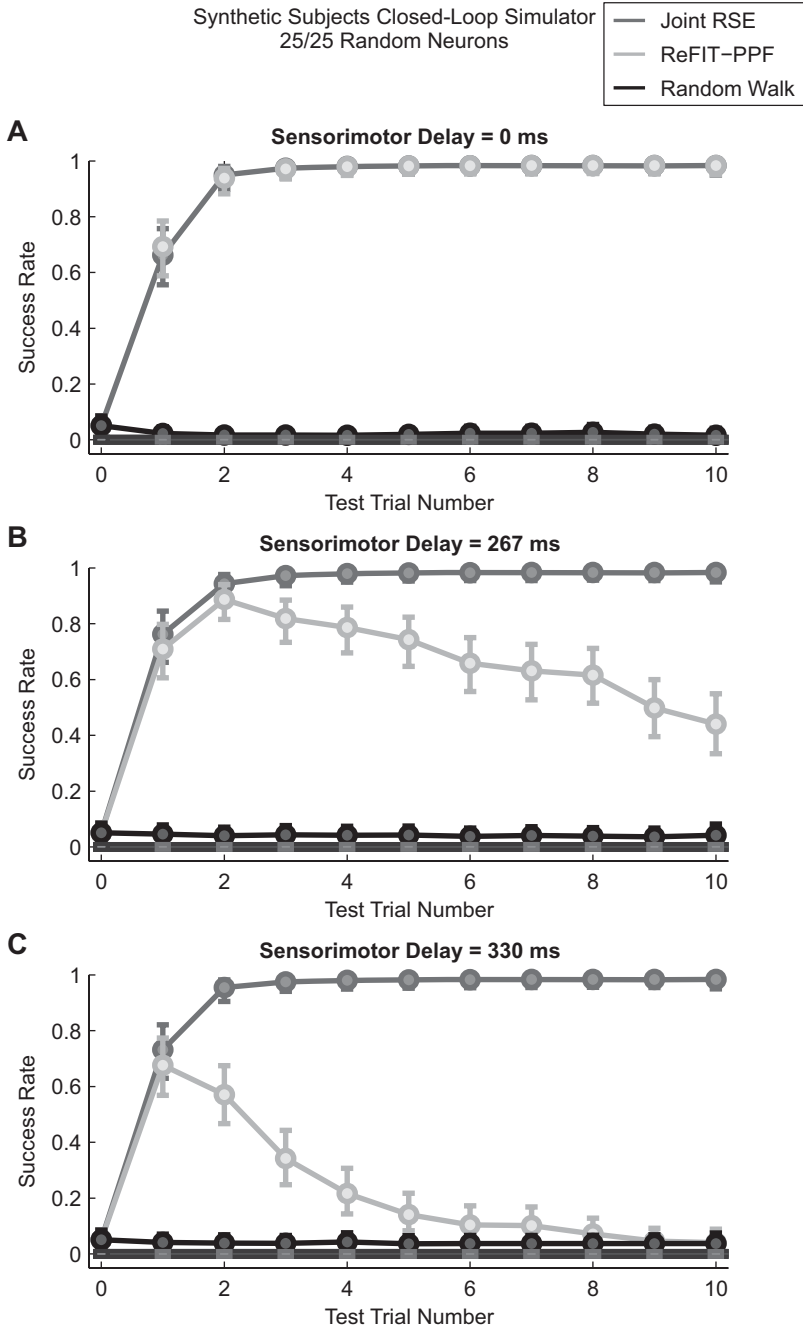 Synthetic Subjects Closed-Loop Simulator
25/25 Random Neurons
Joint RSE
ReFIT−PPF
Random Walk
A
Sensorimotor Delay = 0 ms
1
0.8
0.6
0.4
0.2
0
Success Rate
0 2 4 6 8 10
Test Trial Number
B
Sensorimotor Delay = 267 ms
1
0.8
0.6
0.4
0.2
0
Success Rate
0 2 4 6 8 10
Test Trial Number
C
Sensorimotor Delay = 330 ms
1
0.8
0.6
0.4
0.2
0
Success Rate
0 2 4 6 8 10
Test Trial Number